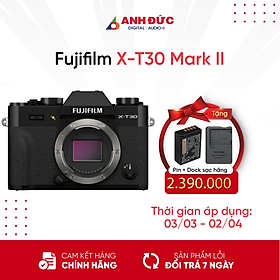 ANH ĐỨC
DIGITAL - AUDIO
Fujifilm X-T30 Mark II
Tặng
FUJIFILM
X-T30
Pin + Dock sạc hãng
2.390.000
Thời gian áp dụng:
03/03 - 02/04
CAM KẾT HÀNG
CHÍNH HÃNG
SẢN PHẨM LỖI
ĐỔI TRẢ 7 NGÀY